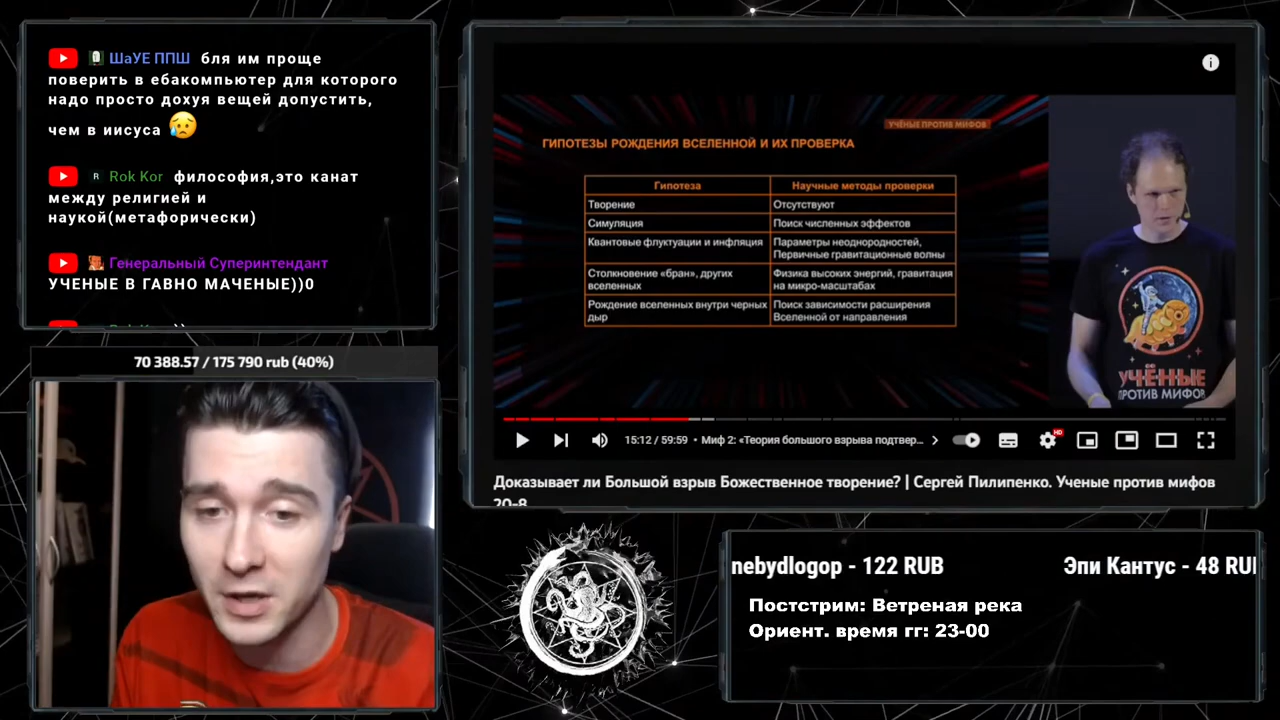 ШаУЕ ППШ бля им проще
поверить в ебакомпьютер для которого
надо просто дохуя вещей допустить,
чем в иисуса 😥
R Rok Kor философия,это канат
между религией и
наукой(метафорически)
Генеральный Суперинтендант
УЧЕНЫЕ В ГАВНО МАЧЕНЫЕ))0
70 388.57 / 175 790 rub (40%)
УЧЁНЫЕ ПРОТИВ МИФОВ
ГИПОТЕЗЫ РОЖДЕНИЯ ВСЕЛЕННОЙ И ИХ ПРОВЕРКА
Гипотеза Научные методы проверки
Творение Отсутствуют
Симуляция Поиск численных эффектов
Квантовые флуктуации и инфляция Параметры неоднородностей,
Первичные гравитационные волны
Столкновение «бран», других Физика высоких энергий, гравитация
вселенных на микро-масштабах
Рождение вселенных внутри черных Поиск зависимости расширения
дыр Вселенной от направления
УЧЁННЫЕ
ПРОТИВ МИФОВ
15:12 / 59:59 • Миф 2: «Теория большого взрыва подтвер...
HD
Доказывает ли Большой взрыв Божественное творение? | Сергей Пилипенко. Ученые против мифов
20-8
nebydlogop - 122 RUB Эпи Кантус - 48 RUI
Постстрим: Ветреная река
Ориент. время гг: 23-00